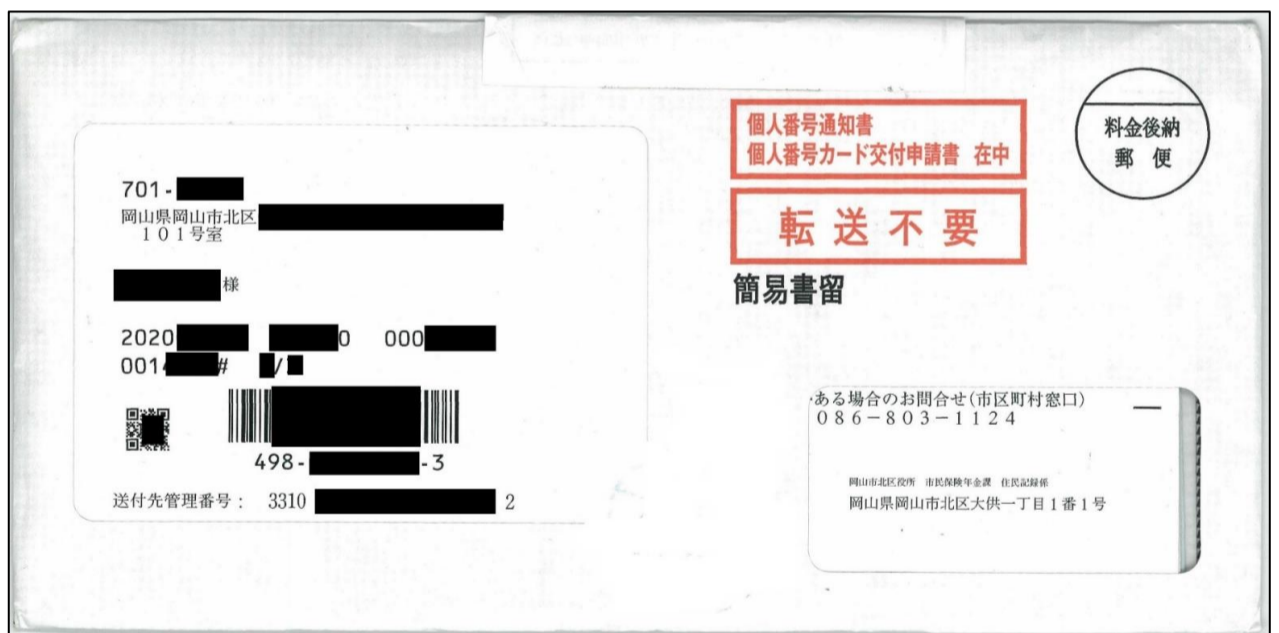 701-
岡山県岡山市北区
１０１号室
様
2020 0 000
001 # /
498- -3
送付先管理番号： 3310 2
個人番号通知書
個人番号カード交付申請書 在中
転送不要
簡易書留
料金後納
郵便
ある場合のお問合せ(市区町村窓口)
０８６－８０３－１１２４
岡山市北区役所 市民保険年金課 住民記録係
岡山県岡山市北区大供一丁目１番１号